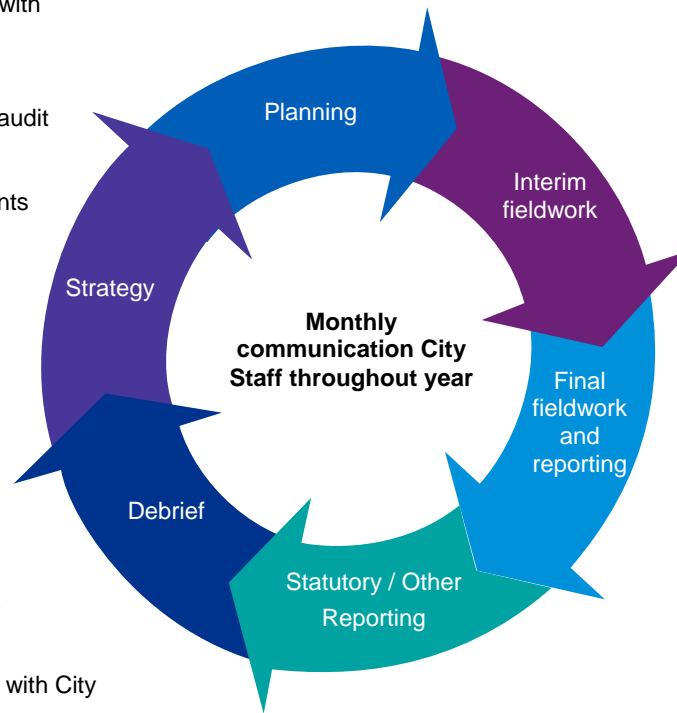 with
audit
nts
Planning
Interim
fieldwork
Strategy
Monthly
communication City
Staff throughout year
Final
fieldwork
and
reporting
Debrief
Statutory / Other
Reporting
with City